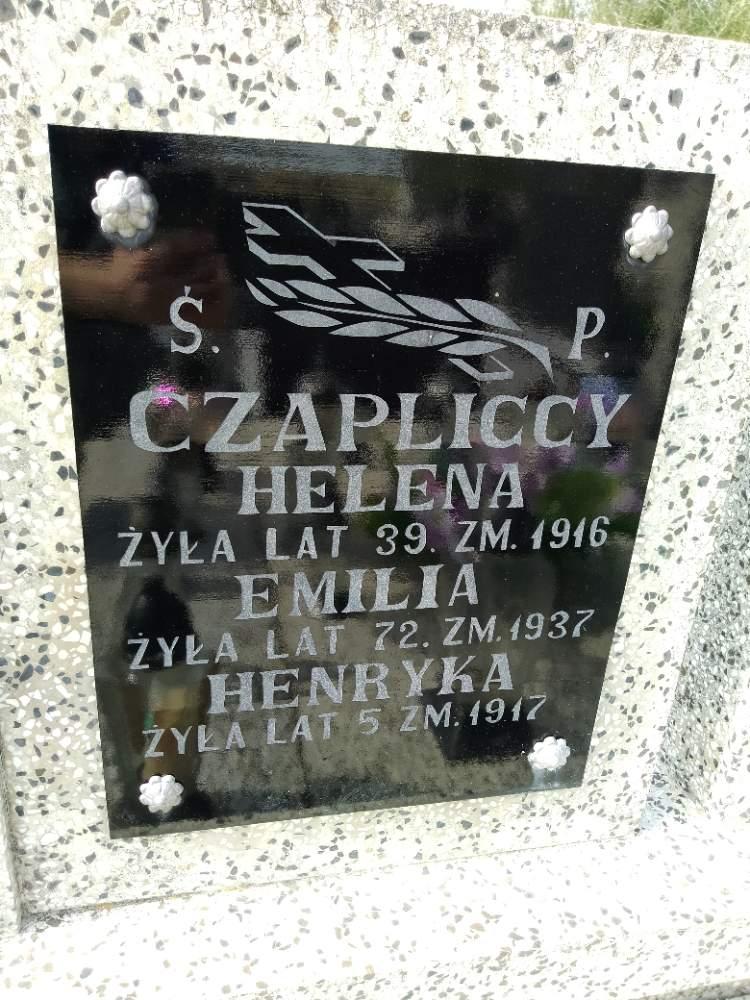 Ś. P.
CZAPLICCY
HELENA
ŻYŁA LAT 39. ZM. 1916
EMILIA
ŻYŁA LAT 72. ZM. 1937
HENRYKA
ŻYŁA LAT 5 ZM. 1917